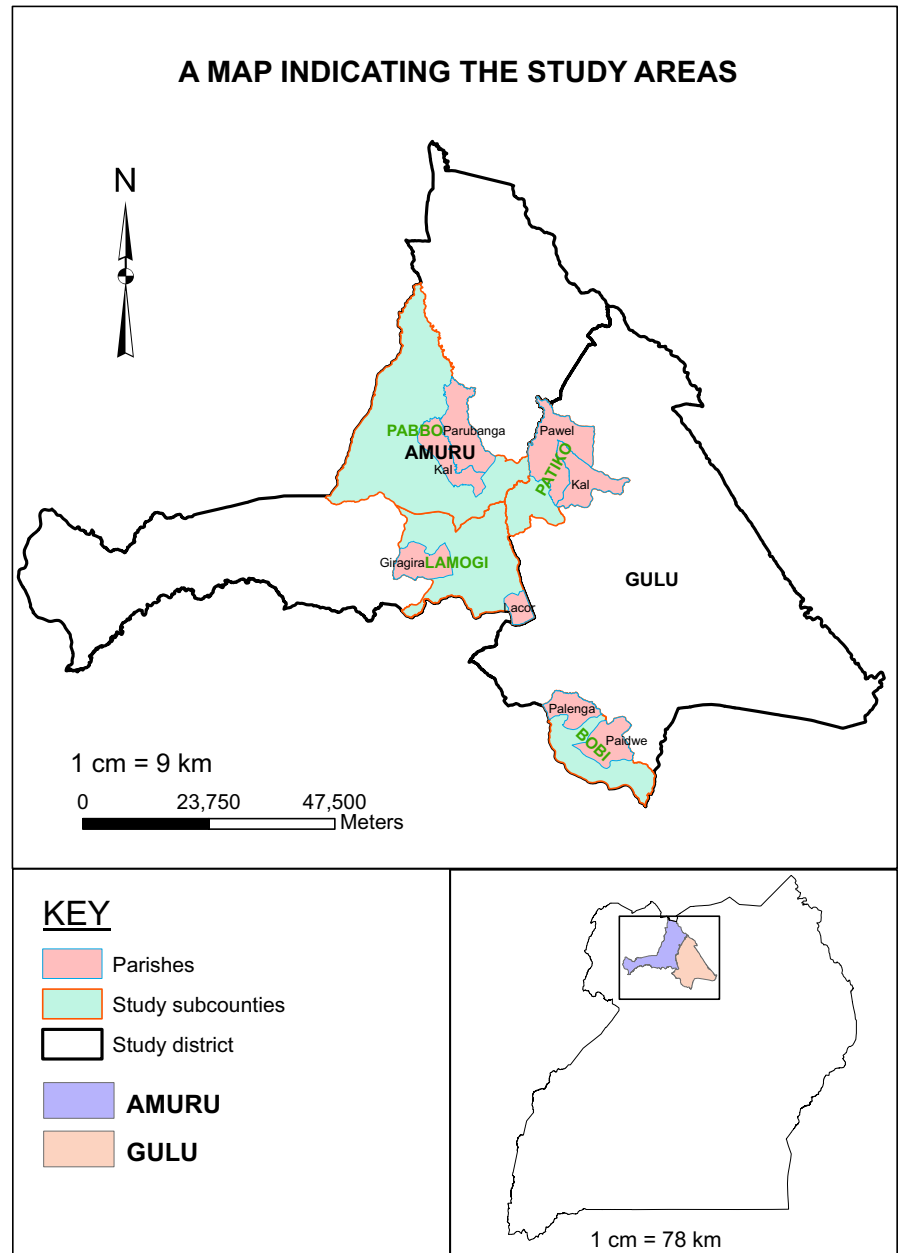 A MAP INDICATING THE STUDY AREAS
N
PABBO
Parubanga
AMURU
Kal
Pawel
PATIKO
Kal
Giragira
LAMOGI
Lacor
GULU
Palenga
BOBI
Paidwe
1 cm = 9 km
0 23,750 47,500
Meters
KEY
Parishes
Study subcounties
Study district
AMURU
GULU
1 cm = 78 km